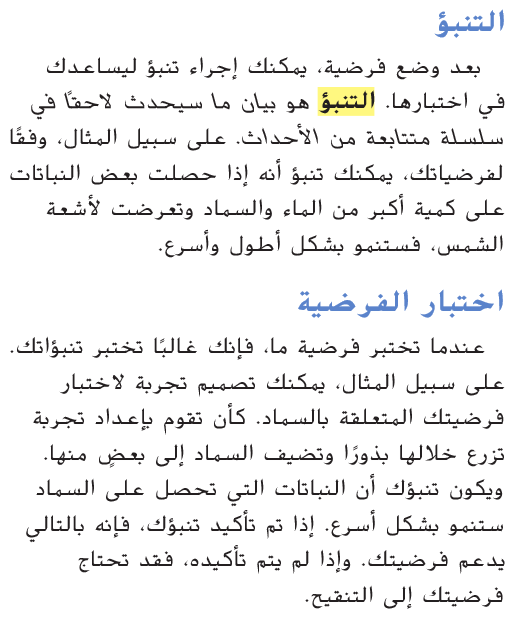 التنبؤ
بعد وضع فرضية، يمكنك إجراء تنبؤ ليساعدك
في اختبارها. التنبؤ هو بيان ما سيحدث لاحقًا في
سلسلة متتابعة من الأحداث. على سبيل المثال، وفقًا
لفرضياتك، يمكنك تنبؤ أنه إذا حصلت بعض النباتات
على كمية أكبر من الماء والسماد وتعرضت لأشعة
الشمس، فستنمو بشكل أطول وأسرع.
اختبار الفرضية
عندما تختبر فرضية ما، فإنك غالبًا تختبر تنبؤاتك.
على سبيل المثال، يمكنك تصميم تجربة لاختبار
فرضيتك المتعلقة بالسماد. كأن تقوم بإعداد تجربة
تزرع خلالها بذورًا وتضيف السماد إلى بعضٍ منها.
ويكون تنبؤك أن النباتات التي تحصل على السماد
ستنمو بشكل أسرع. إذا تم تأكيد تنبؤك، فإنه بالتالي
يدعم فرضيتك. وإذا لم يتم تأكيده، فقد تحتاج
فرضيتك إلى التنقيح.